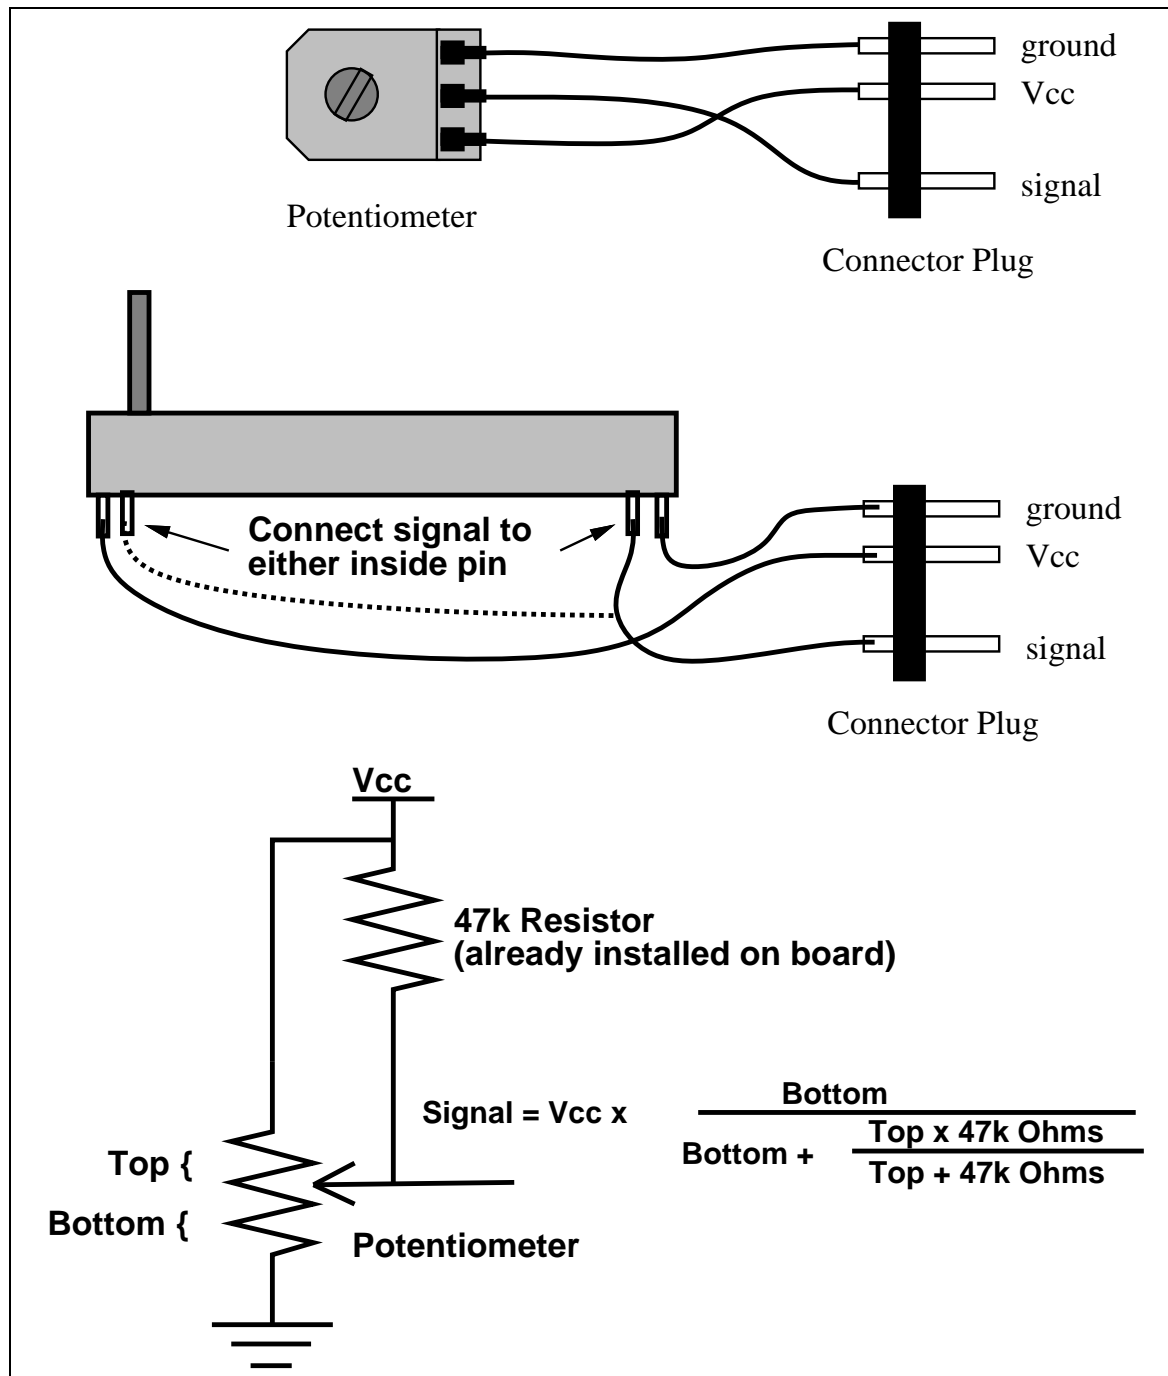 ground
Vcc
signal
Potentiometer
Connector Plug
Connect signal to
either inside pin
ground
Vcc
signal
Connector Plug
Vcc
47k Resistor
(already installed on board)
Bottom
Signal = Vcc x
Top x 47k Ohms
Bottom +
Top + 47k Ohms
Top {
Bottom {
Potentiometer